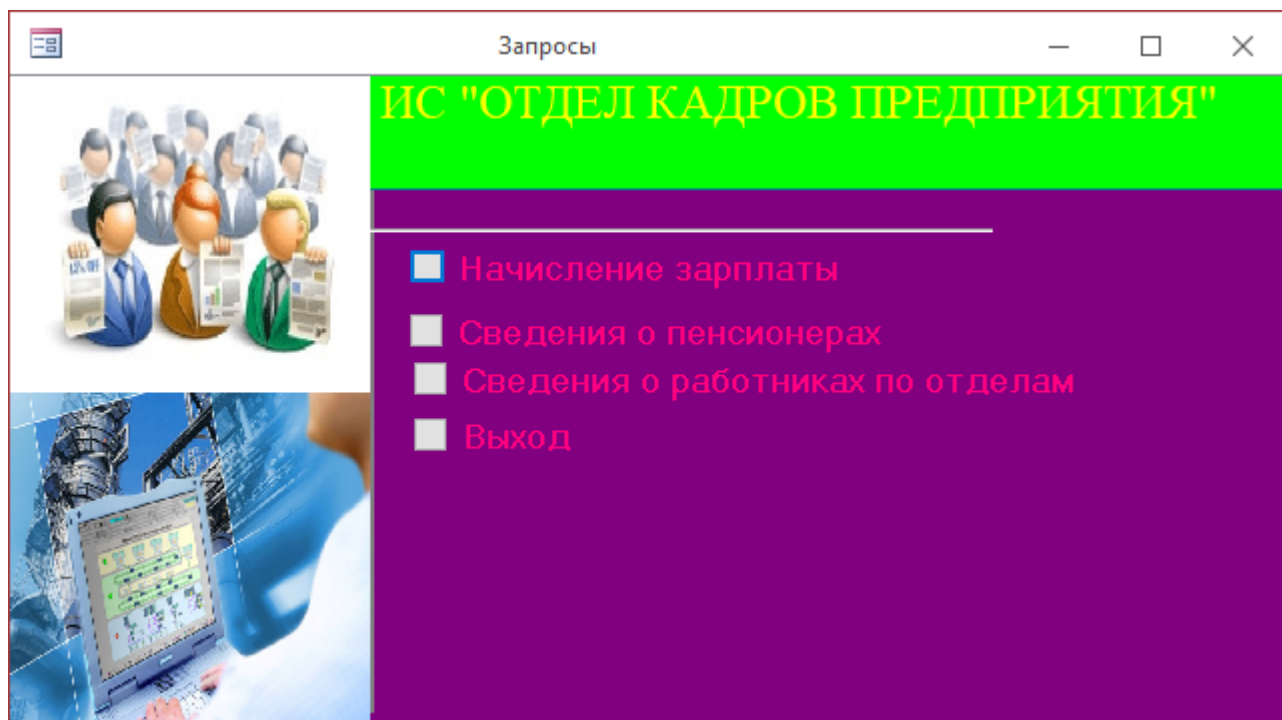 Запросы
ИС "ОТДЕЛ КАДРОВ ПРЕДПРИЯТИЯ"
Начисление зарплаты
Сведения о пенсионерах
Сведения о работниках по отделам
Выход